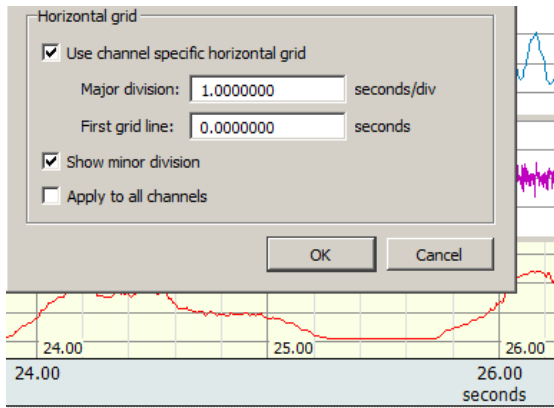 Horizontal grid
Use channel specific horizontal grid
Major division: 1.0000000 seconds/div
First grid line: 0.0000000 seconds
Show minor division
Apply to all channels
OK Cancel
24.00 25.00 26.00
24.00 26.00
seconds